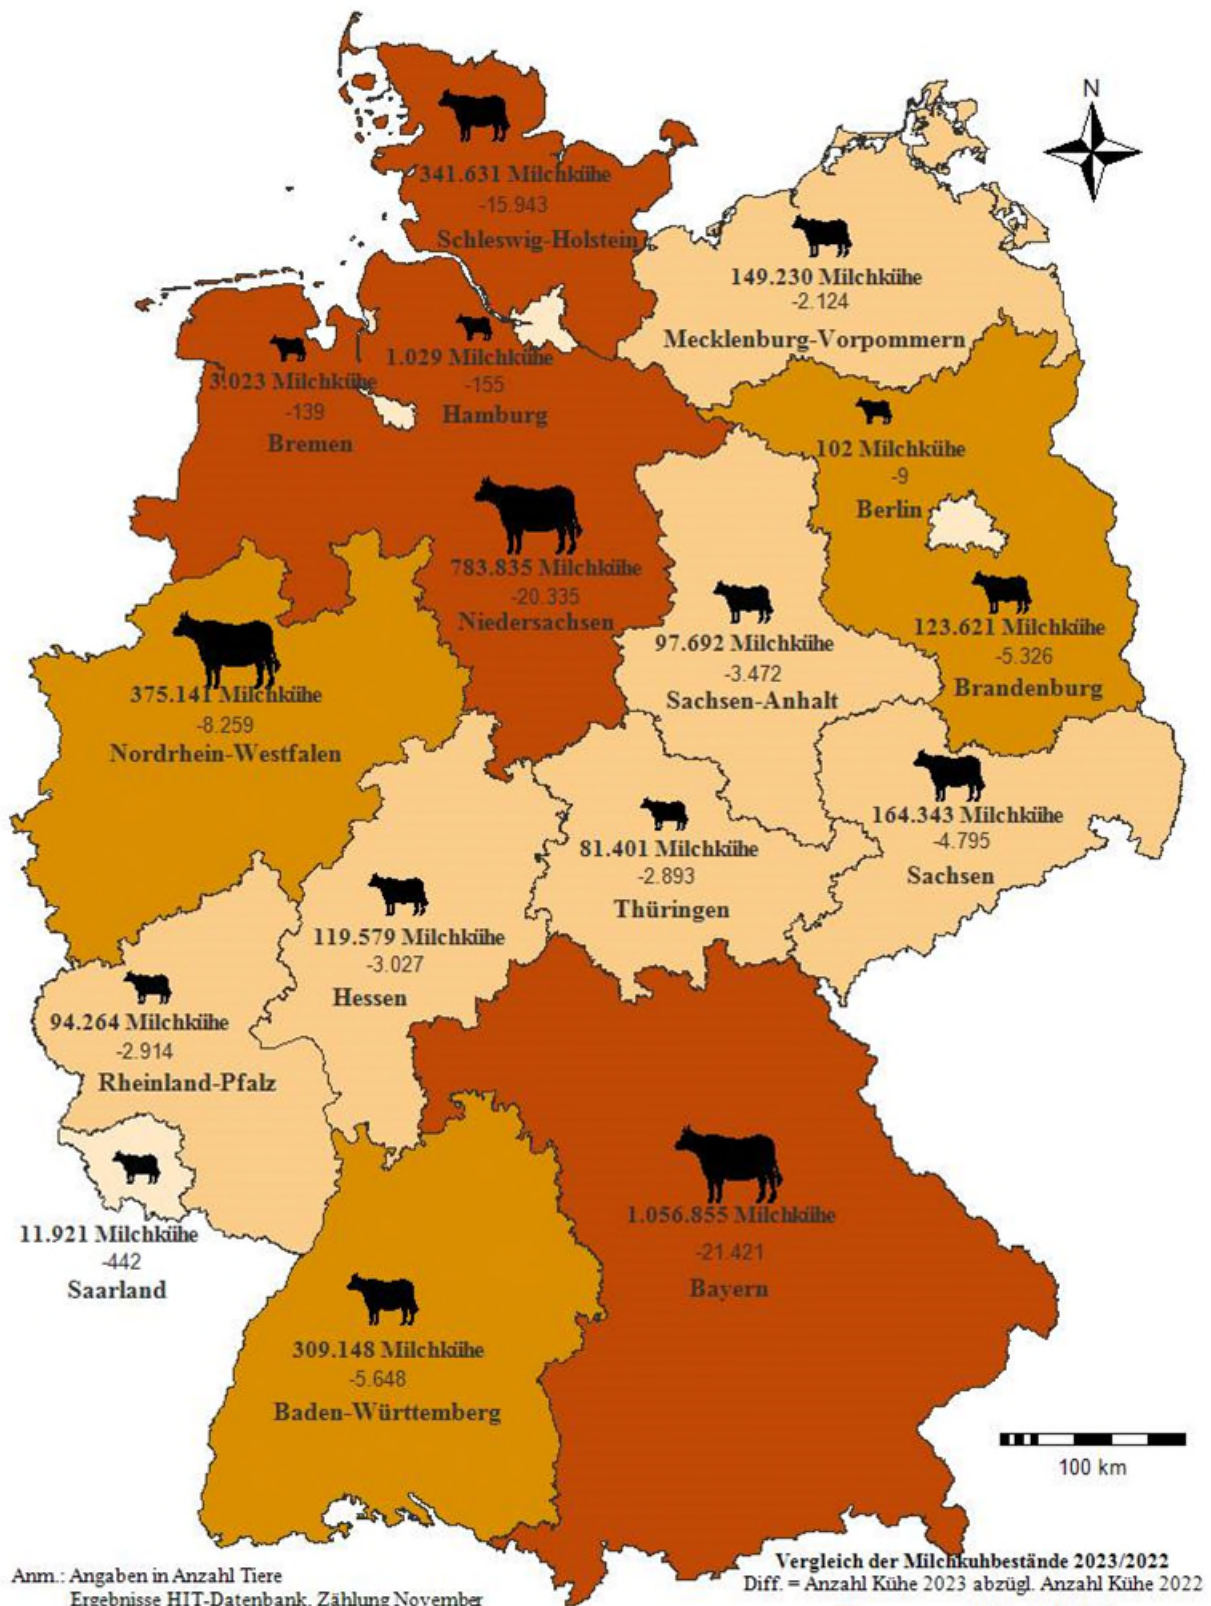 N
341.631 Milchkühe
-15.943
Schleswig-Holstein
149.230 Milchkühe
-2.124
Mecklenburg-Vorpommern
1.029 Milchkühe
-155
Hamburg
3.023 Milchkühe
-139
Bremen
102 Milchkühe
-9
Berlin
783.835 Milchkühe
-20.335
Niedersachsen
123.621 Milchkühe
-5.326
Brandenburg
97.692 Milchkühe
-3.472
Sachsen-Anhalt
375.141 Milchkühe
-8.259
Nordrhein-Westfalen
164.343 Milchkühe
-4.795
Sachsen
81.401 Milchkühe
-2.893
Thüringen
119.579 Milchkühe
-3.027
Hessen
94.264 Milchkühe
-2.914
Rheinland-Pfalz
11.921 Milchkühe
-442
Saarland
1.056.855 Milchkühe
-21.421
Bayern
309.148 Milchkühe
-5.648
Baden-Württemberg
100 km
Vergleich der Milchkuhbestände 2023/2022
Diff. = Anzahl Kühe 2023 abzügl. Anzahl Kühe 2022
Anm.: Angaben in Anzahl Tiere
Ergebnisse HIT-Datenbank, Zählung November